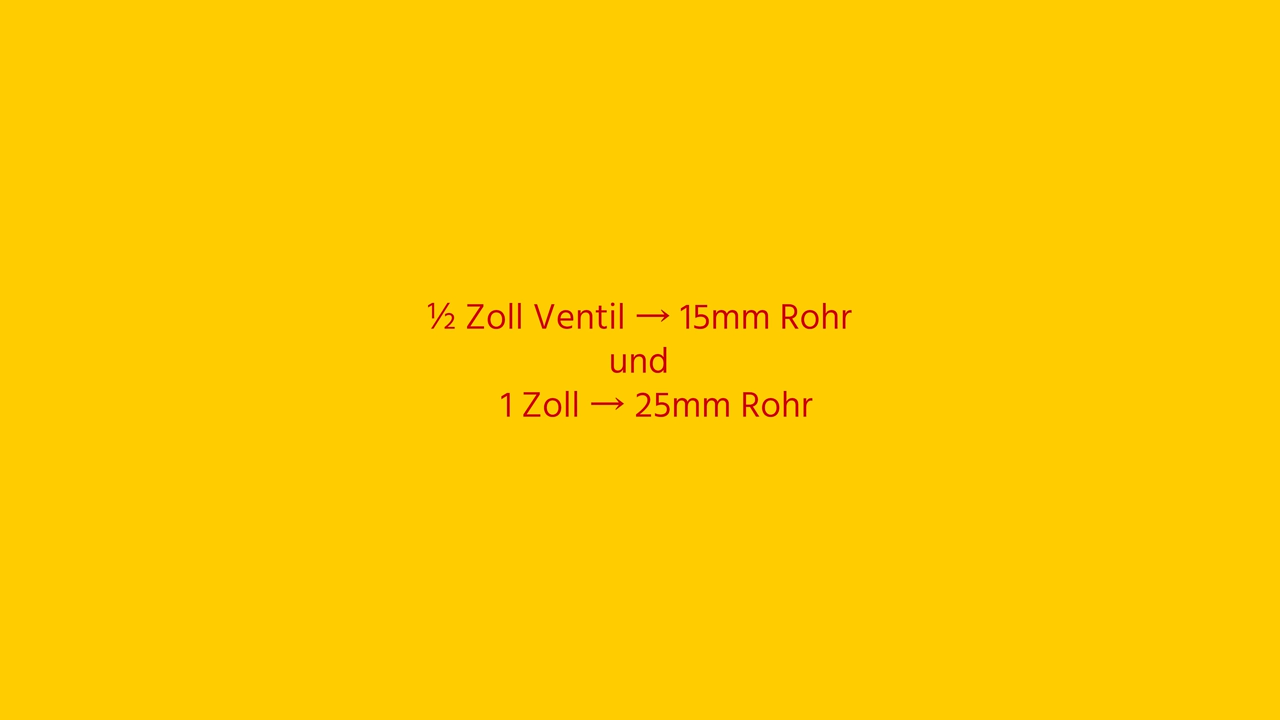 ½ Zoll Ventil → 15mm Rohr
und
1 Zoll → 25mm Rohr